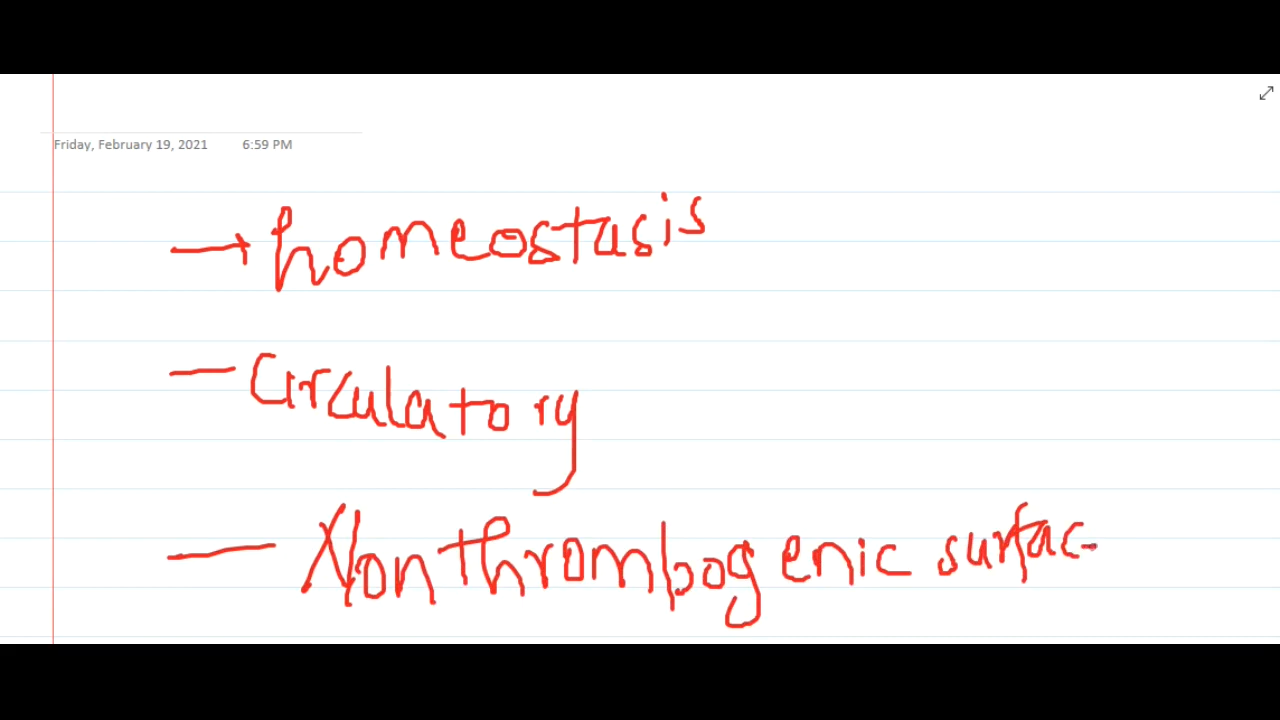 Friday, February 19, 2021 6:59 PM
→ homeostasis
— Circulatory
— Nonthrombogenic surfac